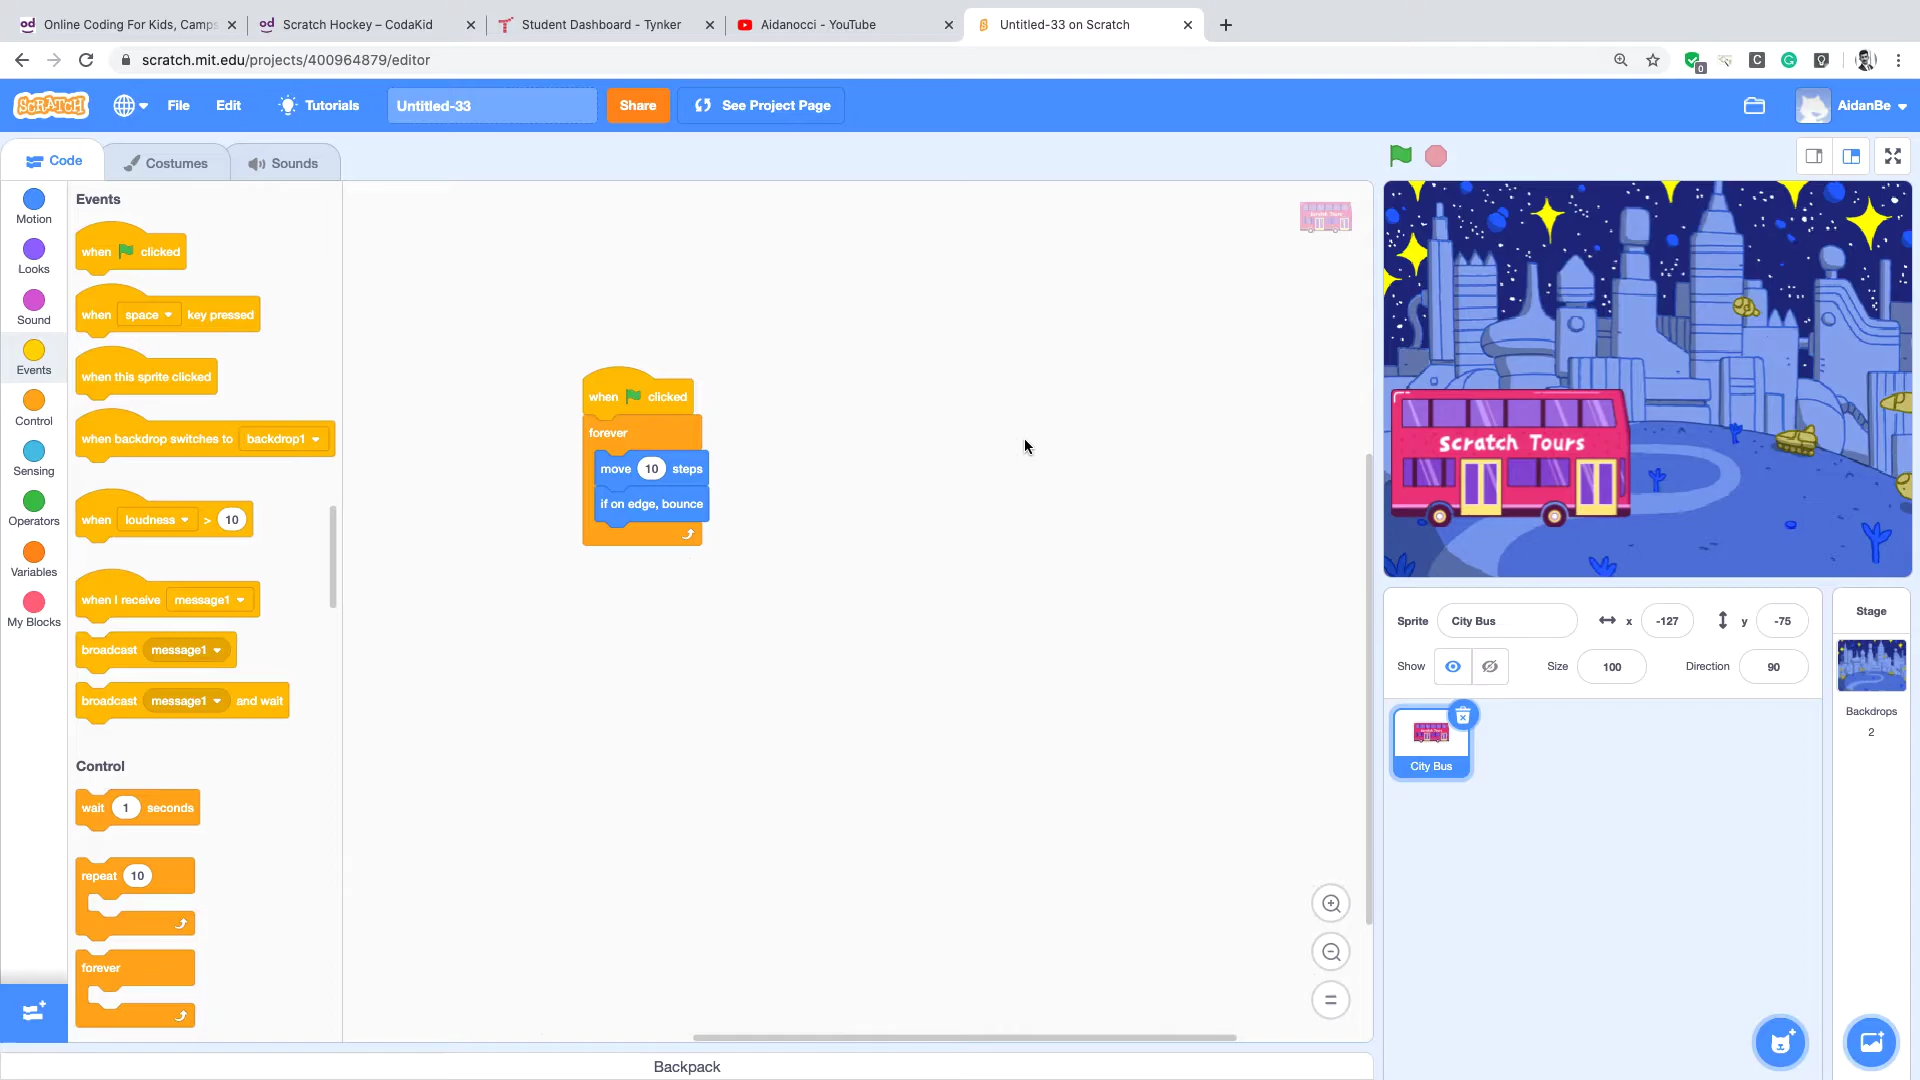 Online Coding For Kids, Camps
Scratch Hockey – CodaKid
Student Dashboard - Tynker
Aidanocci - YouTube
Untitled-33 on Scratch
scratch.mit.edu/projects/400964879/editor
0
C
SCRATCH
File
Edit
Tutorials
Untitled-33
Share
See Project Page
AidanBe
Code
Costumes
Sounds
Motion
Looks
Sound
Events
Control
Sensing
Operators
Variables
My Blocks
Events
when clicked
when space key pressed
when this sprite clicked
when backdrop switches to backdrop1
when loudness > 10
when I receive message1
broadcast message1
broadcast message1 and wait
Control
wait 1 seconds
repeat 10
forever
when clicked
forever
move 10 steps
if on edge, bounce
Scratch Tours
Scratch Tours
Sprite City Bus x -127 y -75
Show Size 100 Direction 90
City Bus
Stage
Backdrops
2
Backpack